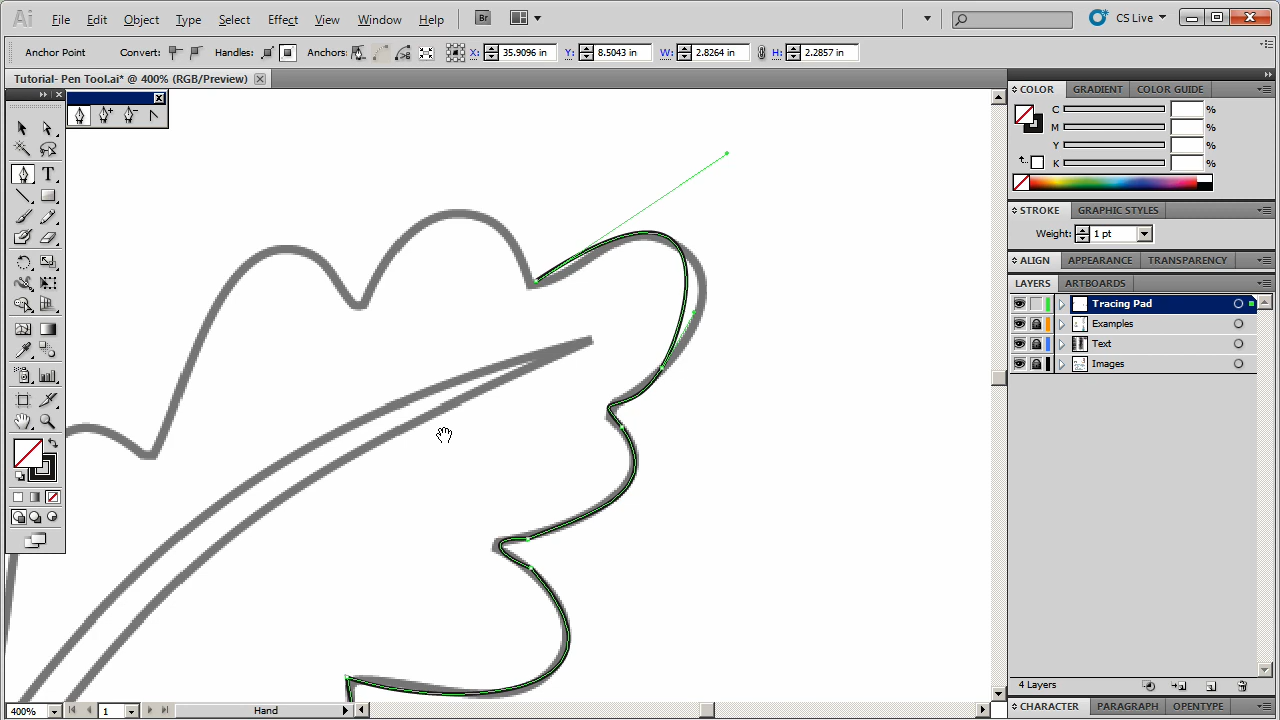 Ai File Edit Object Type Select Effect View Window Help Br CS Live
Anchor Point Convert: Handles: Anchors: X: 35.9096 in Y: 8.5043 in W: 2.8264 in H: 2.2857 in
Tutorial- Pen Tool.ai* @ 400% (RGB/Preview)
COLOR GRADIENT COLOR GUIDE
C %
M %
Y %
K %
STROKE GRAPHIC STYLES
Weight: 1 pt
ALIGN APPEARANCE TRANSPARENCY
LAYERS ARTBOARDS
Tracing Pad
Examples
Text
Images
4 Layers
CHARACTER PARAGRAPH OPENTYPE
400% 1 Hand